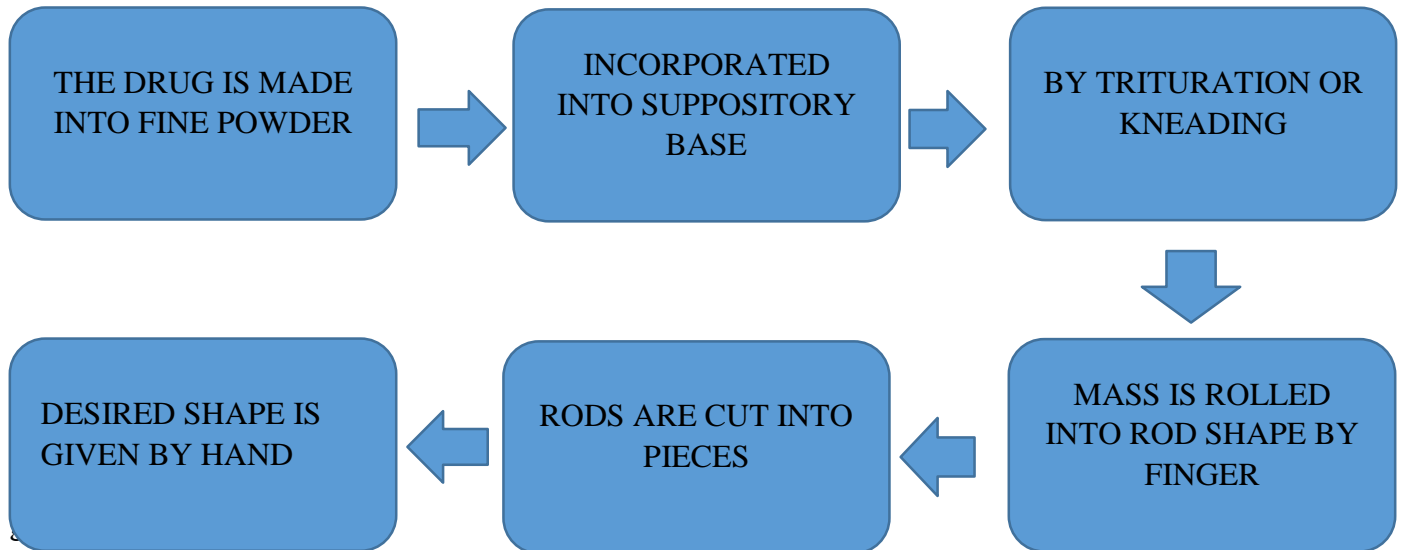 THE DRUG IS MADE
INTO FINE POWDER
INCORPORATED
INTO SUPPOSITORY
BASE
BY TRITURATION OR
KNEADING
MASS IS ROLLED
INTO ROD SHAPE BY
FINGER
RODS ARE CUT INTO
PIECES
DESIRED SHAPE IS
GIVEN BY HAND